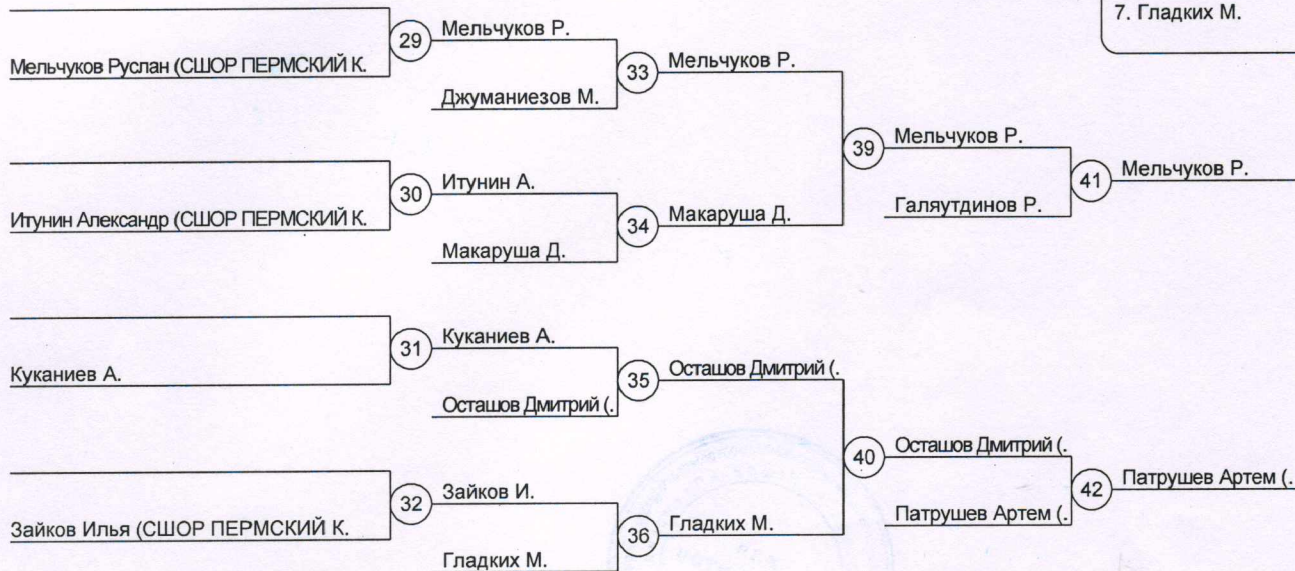 7. Гладких М.
29
Мельчуков Р.
Мельчуков Руслан (СШОР ПЕРМСКИЙ К.
33
Мельчуков Р.
Джуманиезов М.
39
Мельчуков Р.
30
Итунин А.
41
Мельчуков Р.
Итунин Александр (СШОР ПЕРМСКИЙ К.
34
Макаруша Д.
Галяутдинов Р.
Макаруша Д.
31
Куканиев А.
Куканиев А.
35
Осташов Дмитрий (.
Осташов Дмитрий (.
40
Осташов Дмитрий (.
32
Зайков И.
42
Патрушев Артем (.
Зайков Илья (СШОР ПЕРМСКИЙ К.
36
Гладких М.
Патрушев Артем (.
Гладких М.